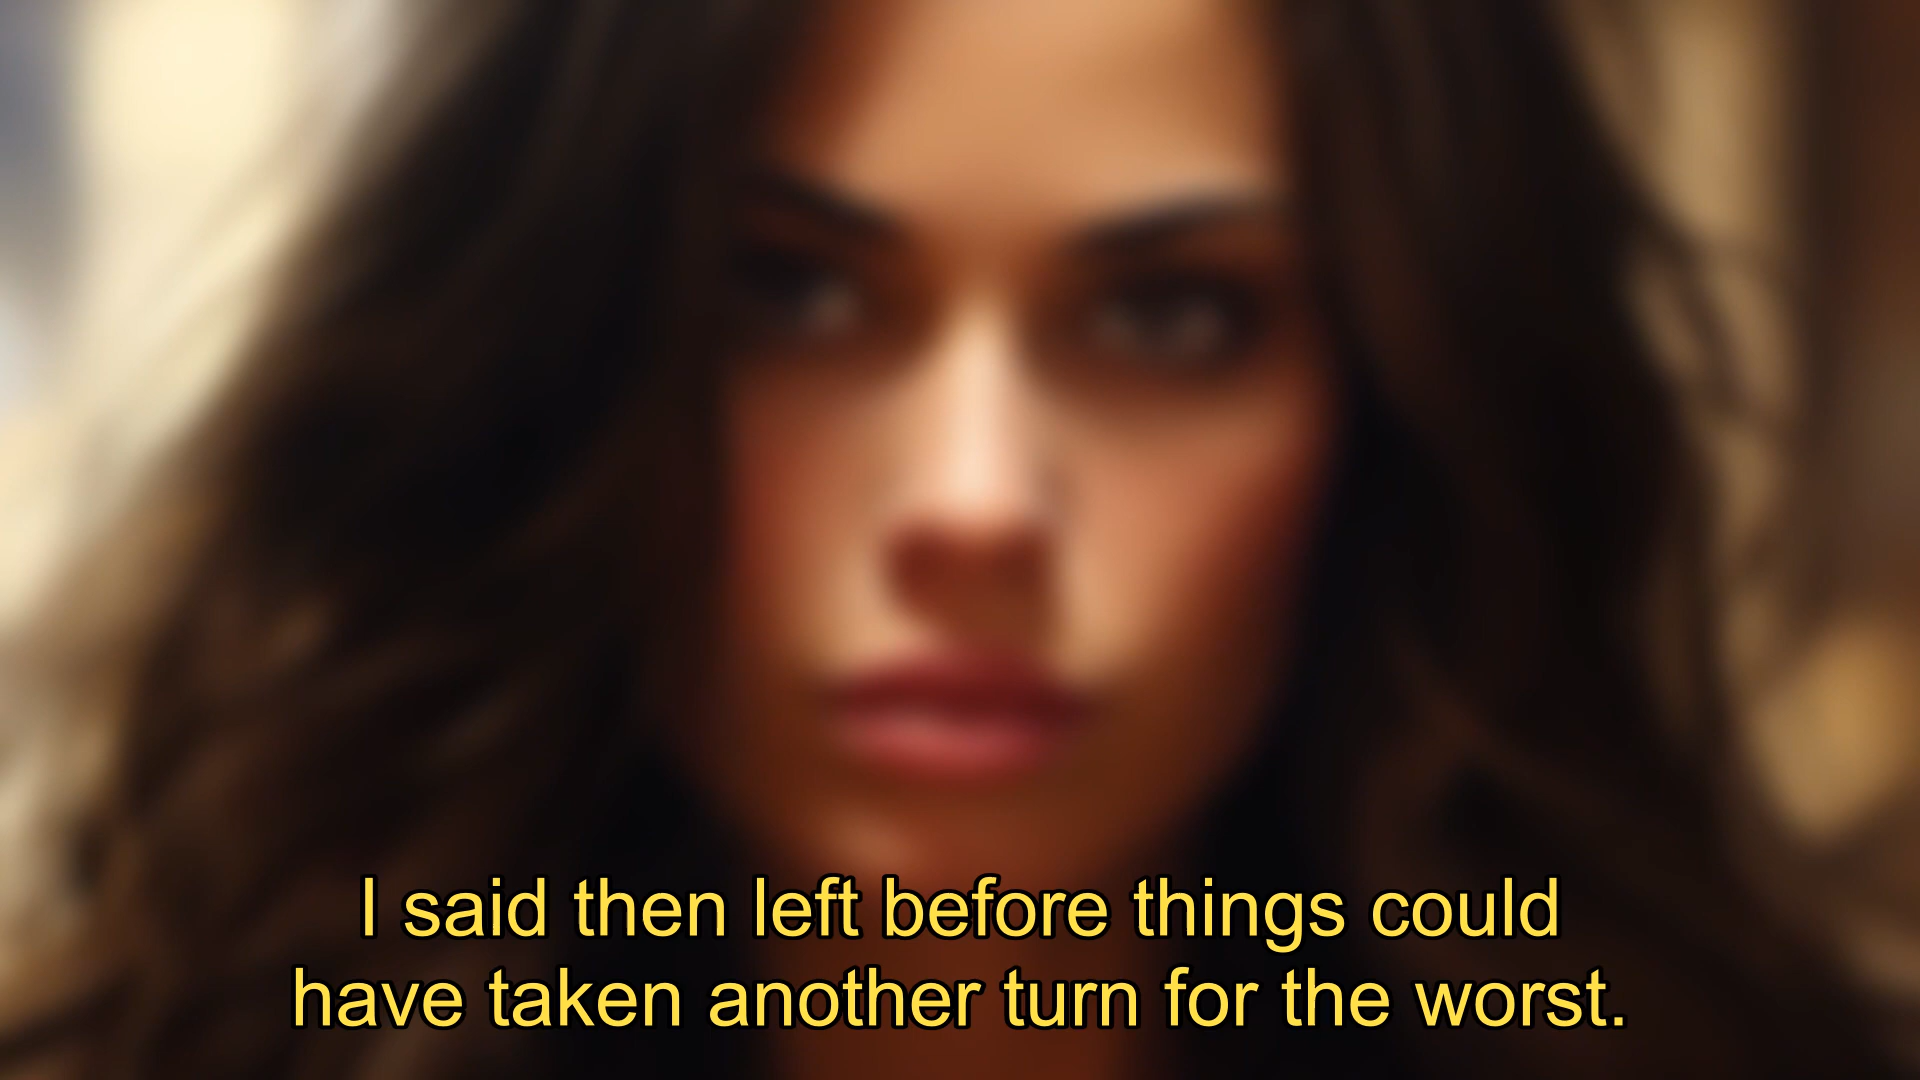 I said then left before things could
have taken another turn for the worst.